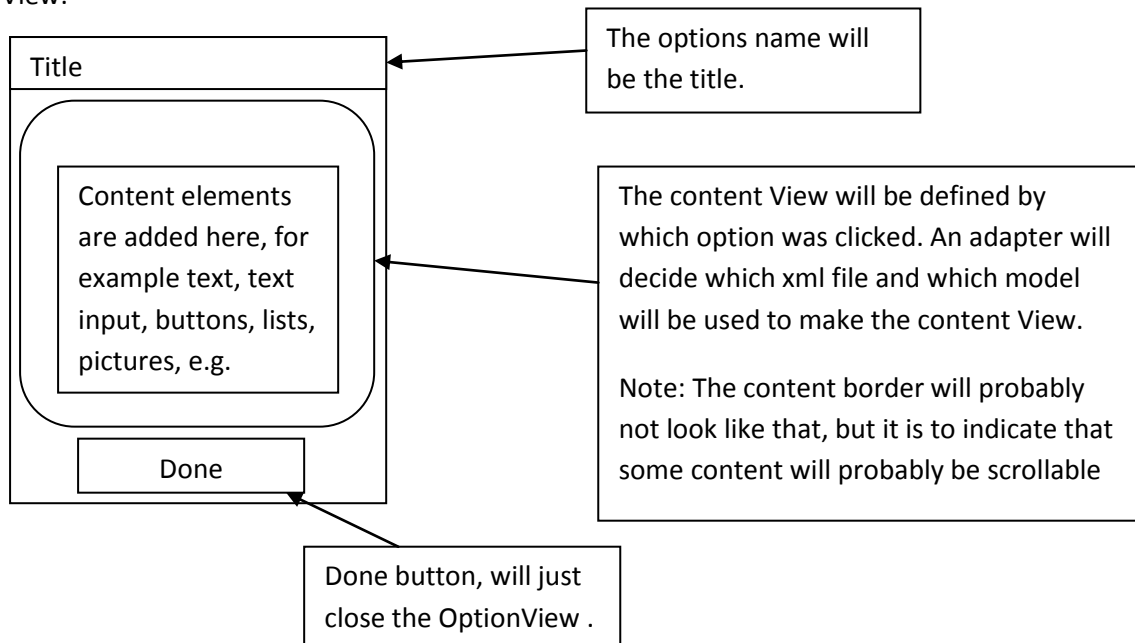 View.
The options name will
be the title.
Title
Content elements
are added here, for
example text, text
input, buttons, lists,
pictures, e.g.
The content View will be defined by
which option was clicked. An adapter will
decide which xml file and which model
will be used to make the content View.
Note: The content border will probably
not look like that, but it is to indicate that
some content will probably be scrollable
Done
Done button, will just
close the OptionView .